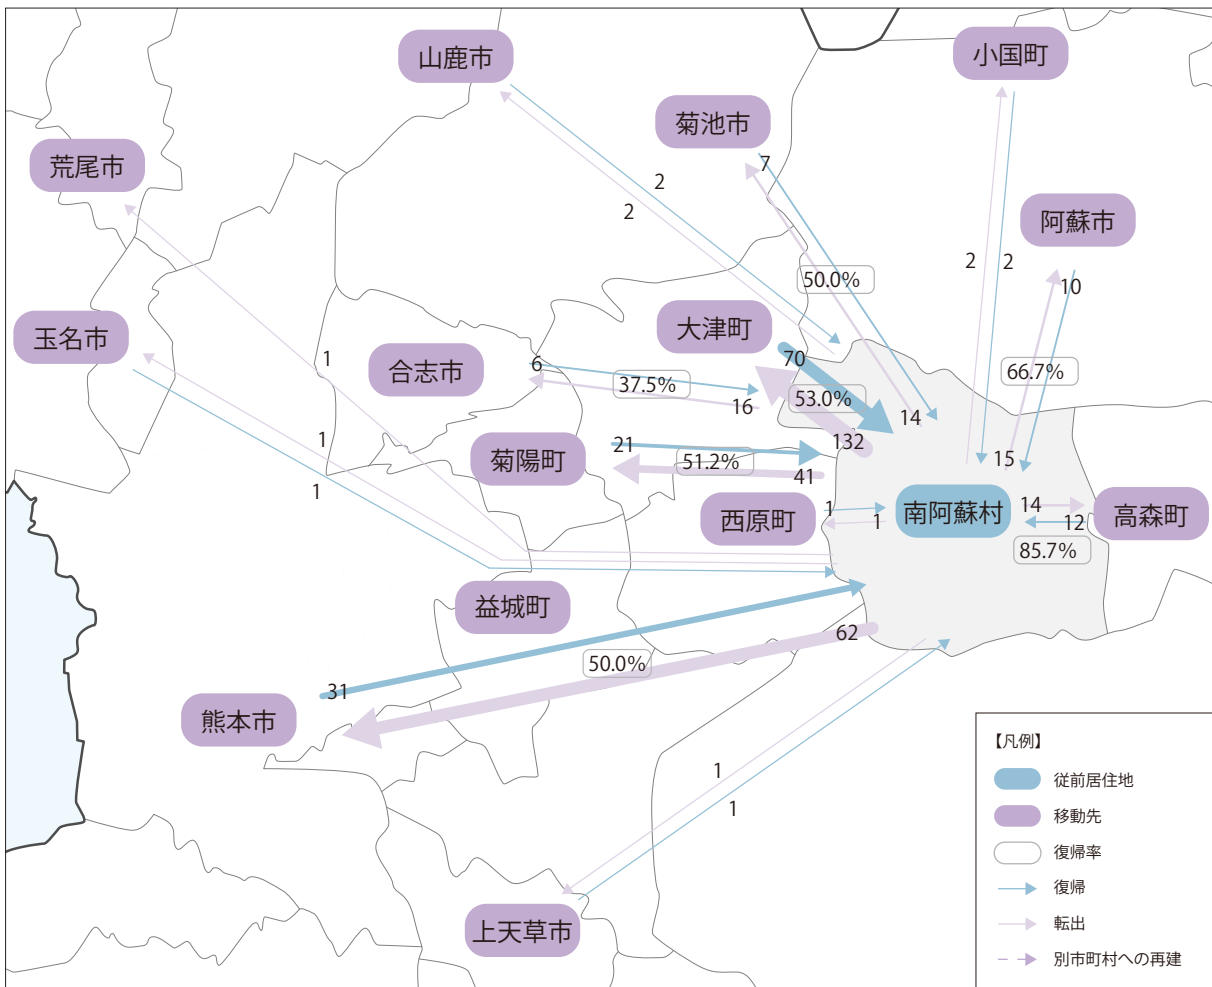 山鹿市
小国町
菊池市
荒尾市
7
2
2
阿蘇市
2
2
10
50.0%
玉名市
大津町
1
70
合志市
6
37.5%
66.7%
16
53.0%
14
132
1
21
菊陽町
51.2%
15
41
1
西原町
1
1
南阿蘇村
14
12
高森町
85.7%
益城町
62
50.0%
31
熊本市
1
1
上天草市
【凡例】
従前居住地
移動先
復帰率
復帰
転出
別市町村への再建